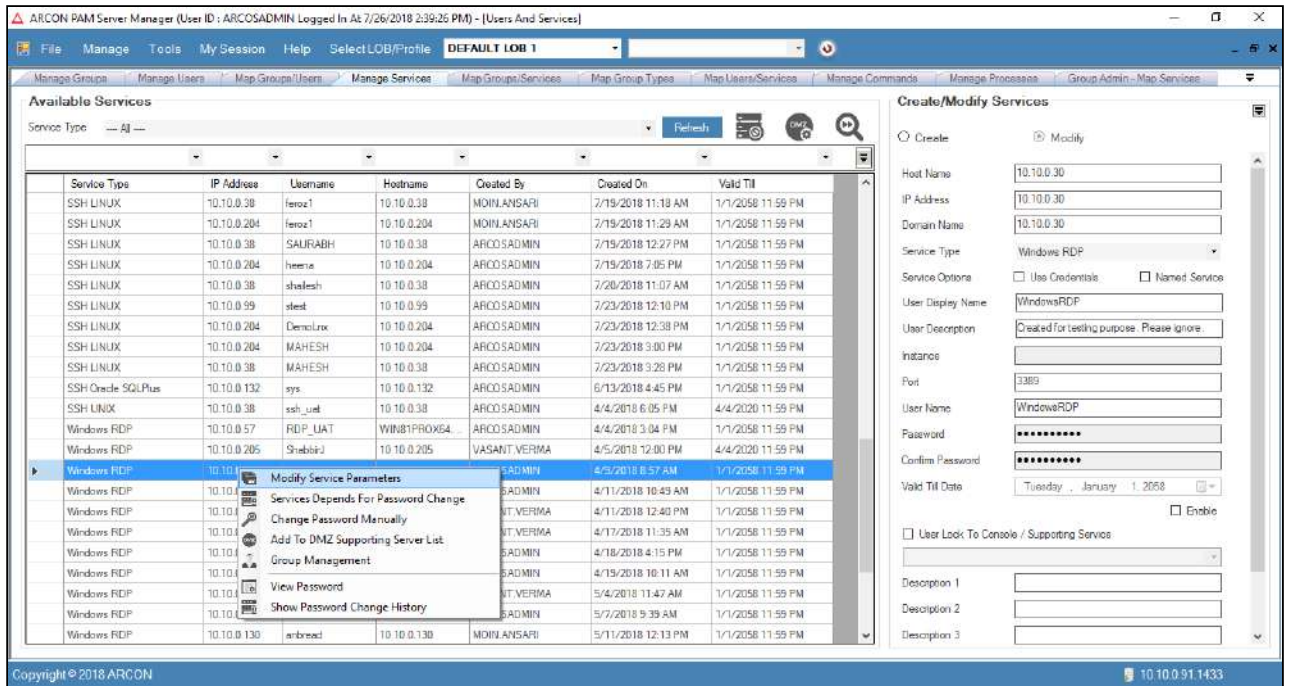 ARCON PAM Server Manager (User ID : ARCOSADMIN Logged In At 7/26/2018 2:39:26 PM) - [Users And Services]
File Manage Tools My Session Help Select LOB/Profile DEFAULT LOB 1
Manage Groups Manage Users Map Groups/Users Manage Services Map Groups/Services Map Group Types Map Users/Services Manage Commands Manage Processes Group Admin - Map Services
Available Services
Service Type --- All --- Refresh DMZ
Service Type IP Address Username Hostname Created By Created On Valid Till
SSH LINUX 10.10.0.38 feroz1 10.10.0.38 MOIN.ANSARI 7/19/2018 11:18 AM 1/1/2058 11:59 PM
SSH LINUX 10.10.0.204 feroz1 10.10.0.204 MOIN.ANSARI 7/19/2018 11:29 AM 1/1/2058 11:59 PM
SSH LINUX 10.10.0.38 SAURABH 10.10.0.38 ARCOSADMIN 7/19/2018 12:27 PM 1/1/2058 11:59 PM
SSH LINUX 10.10.0.204 heena 10.10.0.204 ARCOSADMIN 7/19/2018 7:05 PM 1/1/2058 11:59 PM
SSH LINUX 10.10.0.38 shailesh 10.10.0.38 ARCOSADMIN 7/20/2018 11:07 AM 1/1/2058 11:59 PM
SSH LINUX 10.10.0.99 stest 10.10.0.99 ARCOSADMIN 7/23/2018 12:10 PM 1/1/2058 11:59 PM
SSH LINUX 10.10.0.204 DemoLnx 10.10.0.204 ARCOSADMIN 7/23/2018 12:38 PM 1/1/2058 11:59 PM
SSH LINUX 10.10.0.204 MAHESH 10.10.0.204 ARCOSADMIN 7/23/2018 3:00 PM 1/1/2058 11:59 PM
SSH LINUX 10.10.0.38 MAHESH 10.10.0.38 ARCOSADMIN 7/23/2018 3:28 PM 1/1/2058 11:59 PM
SSH Oracle SQLPlus 10.10.0.132 sys 10.10.0.132 ARCOSADMIN 6/13/2018 4:45 PM 1/1/2058 11:59 PM
SSH UNIX 10.10.0.38 ssh_uat 10.10.0.38 ARCOSADMIN 4/4/2018 6:05 PM 4/4/2020 11:59 PM
Windows RDP 10.10.0.57 RDP_UAT WIN81PROX64... ARCOSADMIN 4/4/2018 3:04 PM 1/1/2058 11:59 PM
Windows RDP 10.10.0.205 ShabbirJ 10.10.0.205 VASANT.VERMA 4/5/2018 12:00 PM 4/4/2020 11:59 PM
Windows RDP 10.10. SADMIN 4/9/2018 8:57 AM 1/1/2058 11:59 PM
Windows RDP 10.10. SADMIN 4/11/2018 10:49 AM 1/1/2058 11:59 PM
Windows RDP 10.10. NT.VERMA 4/11/2018 12:40 PM 1/1/2058 11:59 PM
Windows RDP 10.10. NT.VERMA 4/17/2018 11:35 AM 1/1/2058 11:59 PM
Windows RDP 10.10. SADMIN 4/18/2018 4:15 PM 1/1/2058 11:59 PM
Windows RDP 10.10. SADMIN 4/19/2018 10:11 AM 1/1/2058 11:59 PM
Windows RDP 10.10. NT.VERMA 5/4/2018 11:47 AM 1/1/2058 11:59 PM
Windows RDP 10.10. SADMIN 5/7/2018 9:39 AM 1/1/2058 11:59 PM
Windows RDP 10.10.0.130 anbread 10.10.0.130 MOIN.ANSARI 5/11/2018 12:13 PM 1/1/2058 11:59 PM
Modify Service Parameters
Services Depends For Password Change
Change Password Manually
Add To DMZ Supporting Server List
Group Management
View Password
Show Password Change History
Create/Modify Services
Create Modify
Host Name 10.10.0.30
IP Address 10.10.0.30
Domain Name 10.10.0.30
Service Type Windows RDP
Service Options Use Credentials Named Service
User Display Name WindowsRDP
User Description Created for testing purpose. Please ignore.
Instance
Port 3389
User Name WindowsRDP
Password ••••••••••
Confirm Password ••••••••••
Valid Till Date Tuesday , January 1, 2058
Enable
User Lock To Console / Supporting Service
Description 1
Description 2
Description 3
Copyright © 2018 ARCON 10.10.0.91.1433